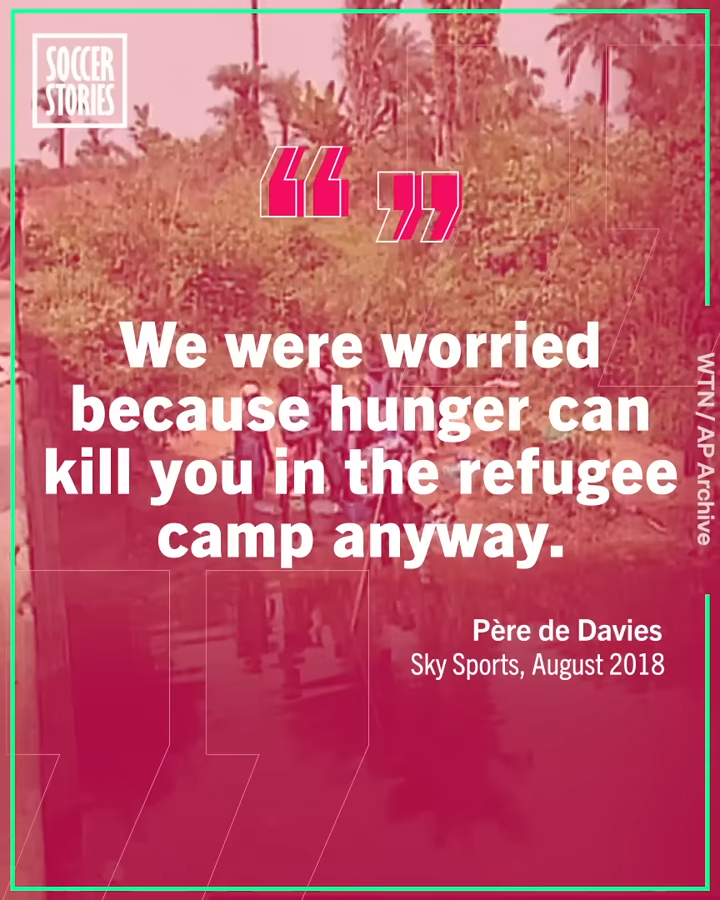 SOCCER
STORIES
“ ”
We were worried
because hunger can
kill you in the refugee
camp anyway.
Père de Davies
Sky Sports, August 2018
WTN / AP Archive